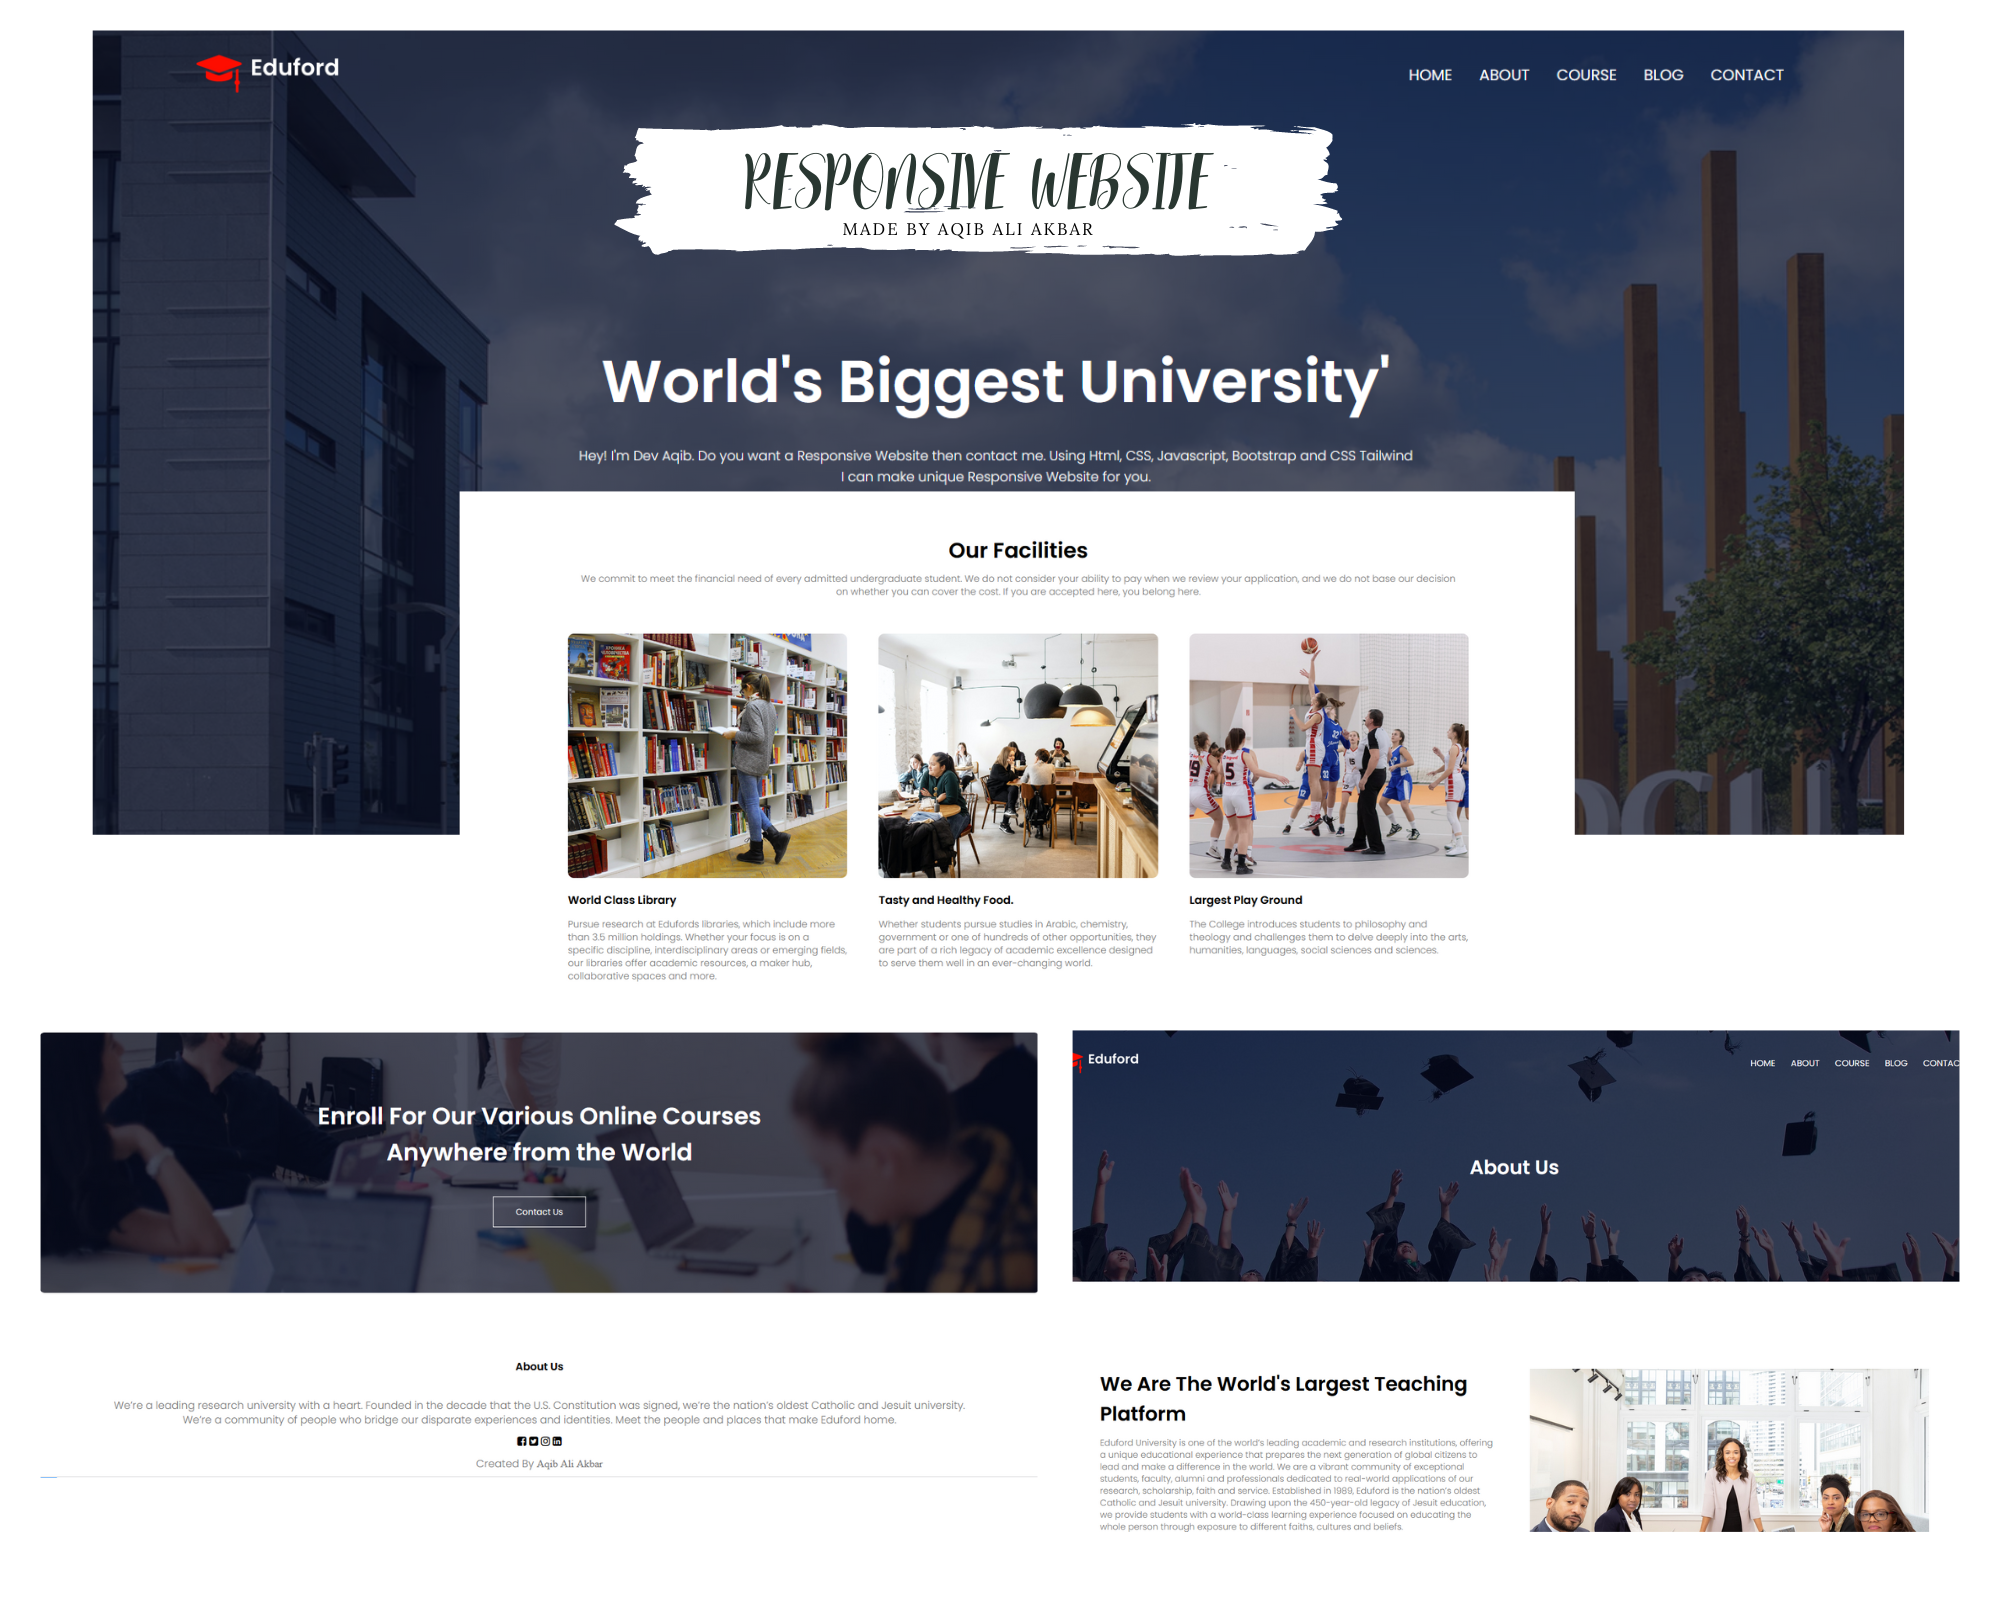 Eduford
HOME ABOUT COURSE BLOG CONTACT
RESPONSIVE WEBSITE
MADE BY AQIB ALI AKBAR
World's Biggest University'
Hey! I'm Dev Aqib. Do you want a Responsive Website then contact me. Using Html, CSS, Javascript, Bootstrap and CSS Tailwind
I can make unique Responsive Website for you.
Our Facilities
We commit to meet the financial need of every admitted undergraduate student. We do not consider your ability to pay when we review your application, and we do not base our decision
on whether you can cover the cost. If you are accepted here, you belong here.
World Class Library
Pursue research at Edufords libraries, which include more
than 3.5 million holdings. Whether your focus is on a
specific discipline, interdisciplinary areas or emerging fields,
our libraries offer academic resources, a maker hub,
collaborative spaces and more.
Tasty and Healthy Food.
Whether students pursue studies in Arabic, chemistry,
government or one of hundreds of other opportunities, they
are part of a rich legacy of academic excellence designed
to serve them well in an ever-changing world.
Largest Play Ground
The College introduces students to philosophy and
theology and challenges them to delve deeply into the arts,
humanities, languages, social sciences and sciences.
Enroll For Our Various Online Courses
Anywhere from the World
Contact Us
About Us
We're a leading research university with a heart. Founded in the decade that the U.S. Constitution was signed, we're the nation's oldest Catholic and Jesuit university.
We're a community of people who bridge our disparate experiences and identities. Meet the people and places that make Eduford home.
Created By Aqib Ali Akbar
Eduford
HOME ABOUT COURSE BLOG CONTAC
About Us
We Are The World's Largest Teaching
Platform
Eduford University is one of the world's leading academic and research institutions, offering
a unique educational experience that prepares the next generation of global citizens to
lead and make a difference in the world. We are a vibrant community of exceptional
students, faculty, alumni and professionals dedicated to real-world applications of our
research, scholarship, faith and service. Established in 1989, Eduford is the nation's oldest
Catholic and Jesuit university. Drawing upon the 450-year-old legacy of Jesuit education,
we provide students with a world-class learning experience focused on educating the
whole person through exposure to different faiths, cultures and beliefs.